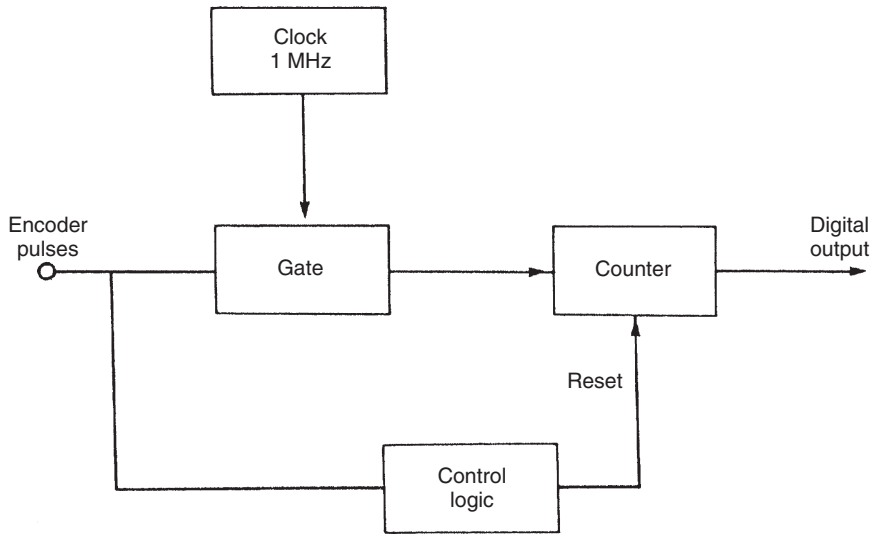 Clock
1 MHz
Encoder
pulses
Gate
Counter
Digital
output
Reset
Control
logic